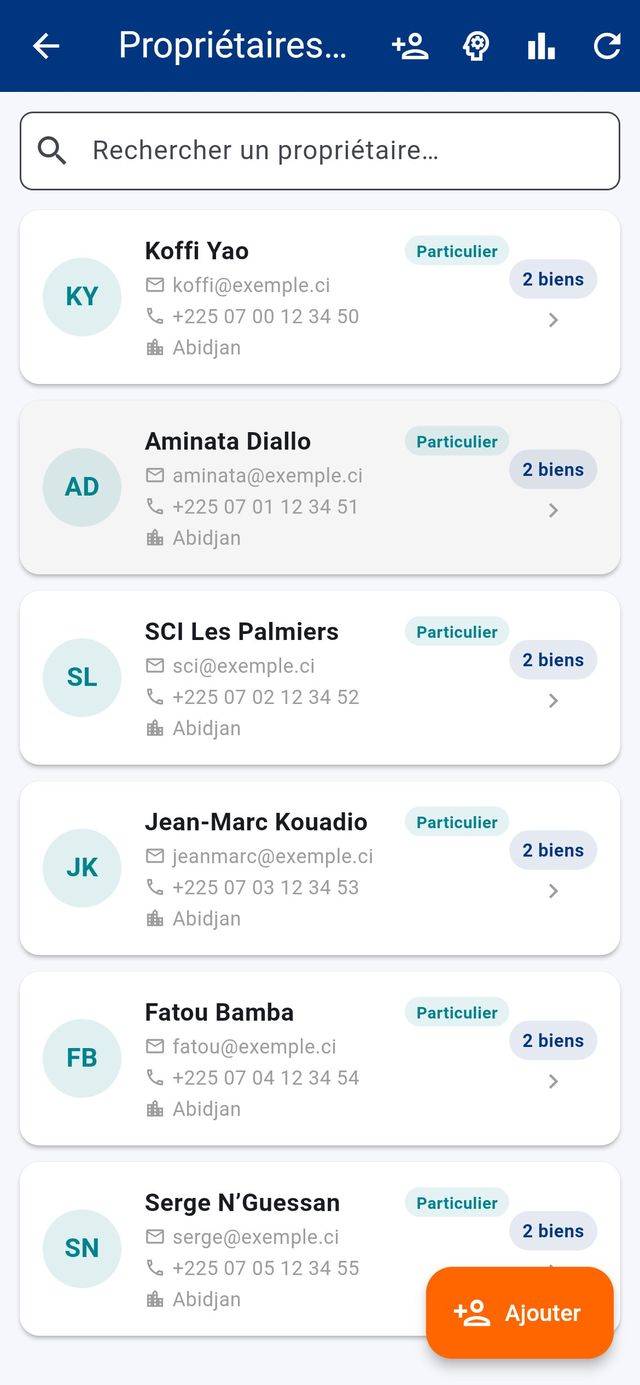 Propriétaires...
Rechercher un propriétaire...
KY
Koffi Yao
Particulier
2 biens
koffi@exemple.ci
+225 07 00 12 34 50
Abidjan
AD
Aminata Diallo
Particulier
2 biens
aminata@exemple.ci
+225 07 01 12 34 51
Abidjan
SL
SCI Les Palmiers
Particulier
2 biens
sci@exemple.ci
+225 07 02 12 34 52
Abidjan
JK
Jean-Marc Kouadio
Particulier
2 biens
jeanmarc@exemple.ci
+225 07 03 12 34 53
Abidjan
FB
Fatou Bamba
Particulier
2 biens
fatou@exemple.ci
+225 07 04 12 34 54
Abidjan
SN
Serge N’Guessan
Particulier
2 biens
serge@exemple.ci
+225 07 05 12 34 55
Abidjan
Ajouter